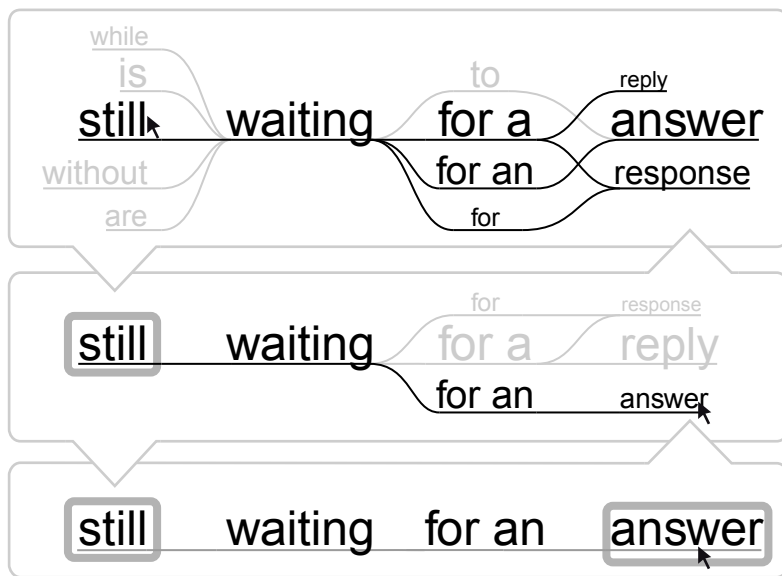 while
is to reply
still waiting for a answer
without for an response
are for
for response
still waiting for a reply
for an answer
still waiting for an answer